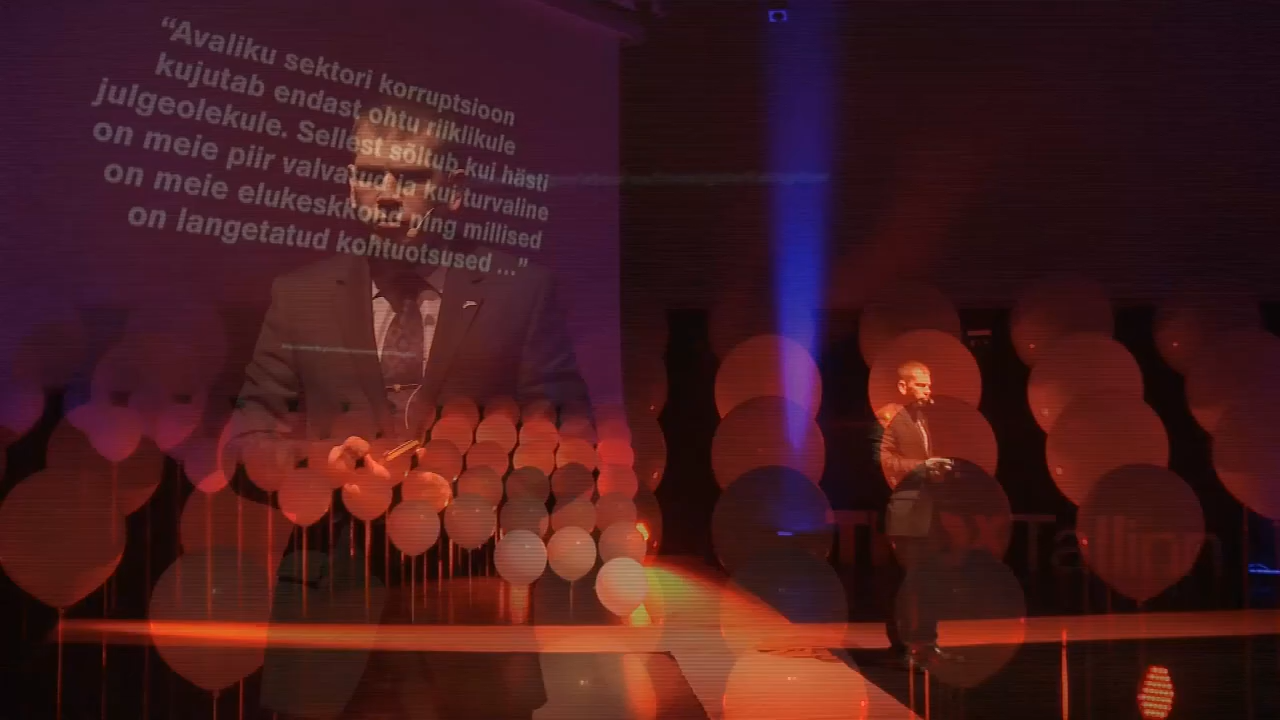 “Avaliku sektori korruptsioon
kujutab endast ohtu riiklikule
julgeolekule. Sellest sõltub kui hästi
on meie piir valvatud ja kui turvaline
on meie elukeskkond ning millised
on langetatud kohtuotsused ...”
TEDxTallinn